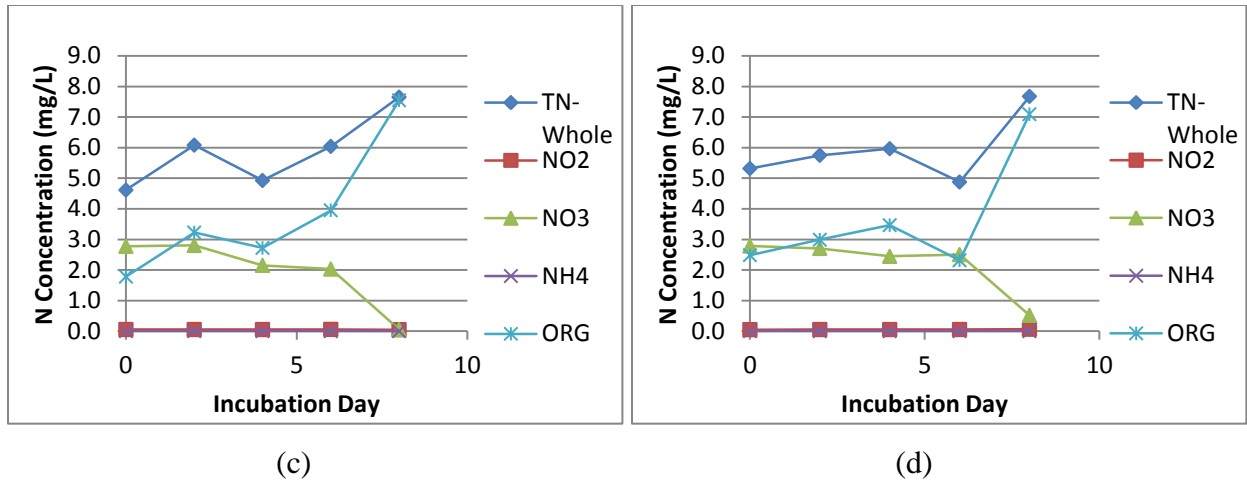 N Concentration (mg/L)
9.0
8.0
7.0
6.0
5.0
4.0
3.0
2.0
1.0
0.0
0 5 10
Incubation Day
TN-
Whole
NO2
NO3
NH4
ORG
(c)
N Concentration (mg/L)
9.0
8.0
7.0
6.0
5.0
4.0
3.0
2.0
1.0
0.0
0 5 10
Incubation Day
TN-
Whole
NO2
NO3
NH4
ORG
(d)